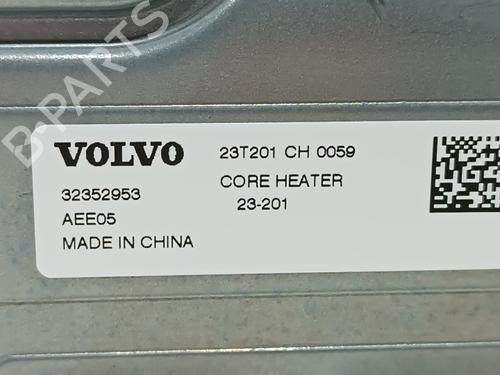 VOLVO
23T201 CH 0059
32352953
CORE HEATER
AEE05
23-201
MADE IN CHINA
B-PARTS